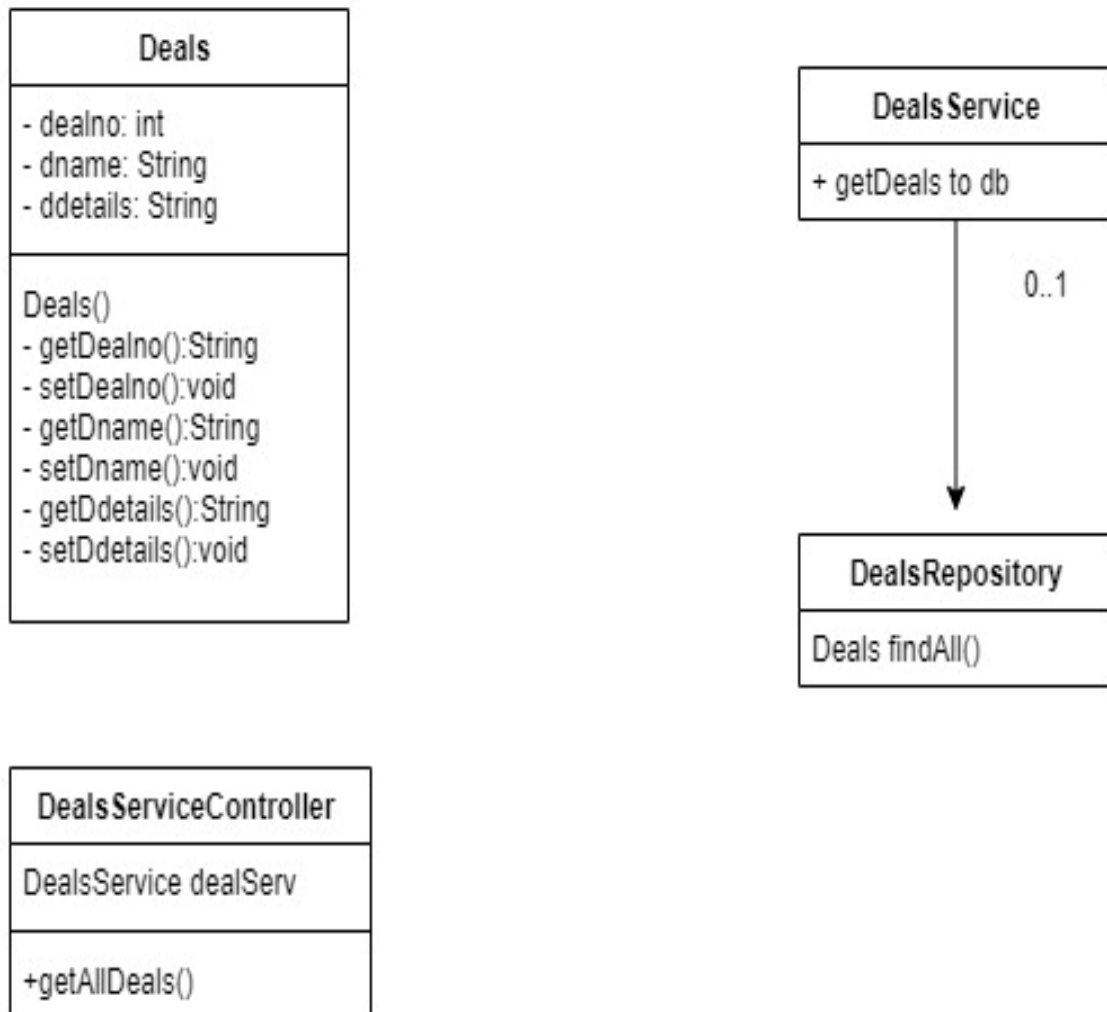 Deals
- dealno: int
- dname: String
- ddetails: String
Deals()
- getDealno():String
- setDealno():void
- getDname():String
- setDname():void
- getDdetails():String
- setDdetails():void
DealsService
+ getDeals to db
0..1
DealsRepository
Deals findAll()
DealsServiceController
DealsService dealServ
+getAllDeals()